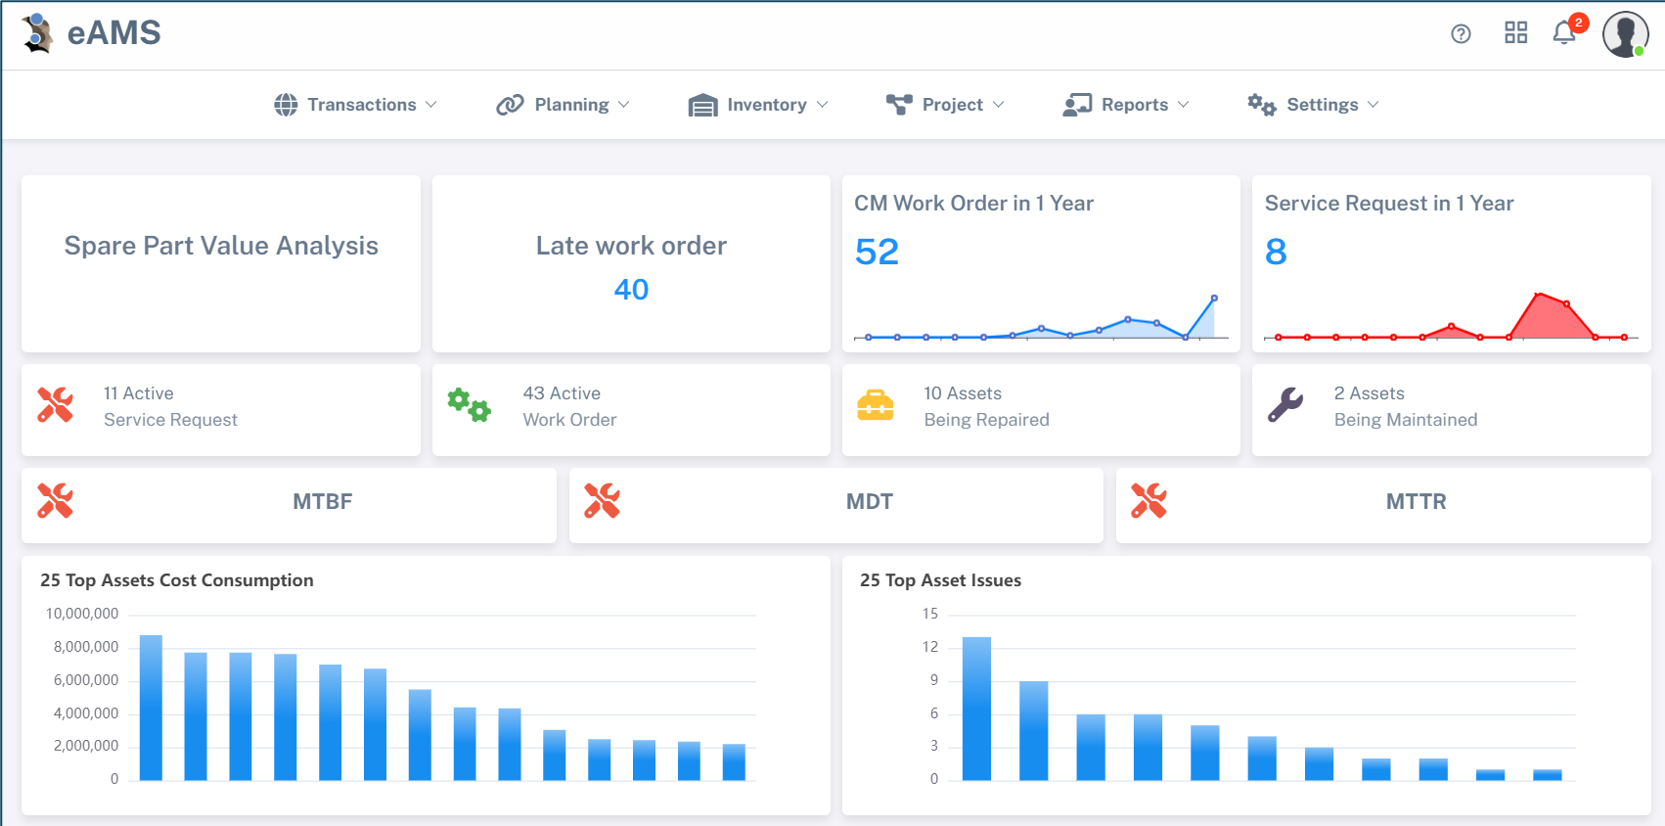 eAMS
2
Transactions
Planning
Inventory
Project
Reports
Settings
Spare Part Value Analysis
Late work order
40
CM Work Order in 1 Year
52
Service Request in 1 Year
8
11 Active
Service Request
43 Active
Work Order
10 Assets
Being Repaired
2 Assets
Being Maintained
MTBF
MDT
MTTR
25 Top Assets Cost Consumption
10,000,000
8,000,000
6,000,000
4,000,000
2,000,000
0
25 Top Asset Issues
15
12
9
6
3
0